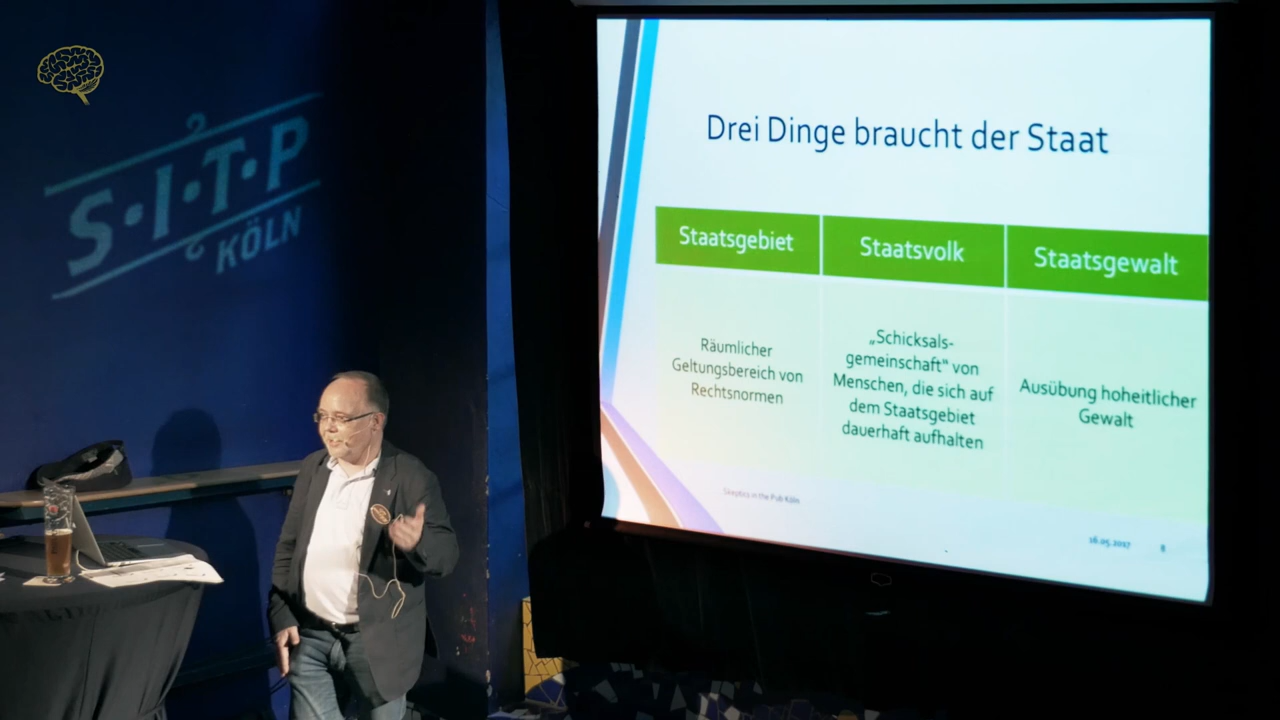 S·I·T·P
KÖLN
Drei Dinge braucht der Staat
Staatsgebiet
Staatsvolk
Staatsgewalt
Räumlicher
Geltungsbereich von
Rechtsnormen
„Schicksals-
gemeinschaft“ von
Menschen, die sich auf
dem Staatsgebiet
dauerhaft aufhalten
Ausübung hoheitlicher
Gewalt
Skeptics in the Pub Köln
16.05.2017
8